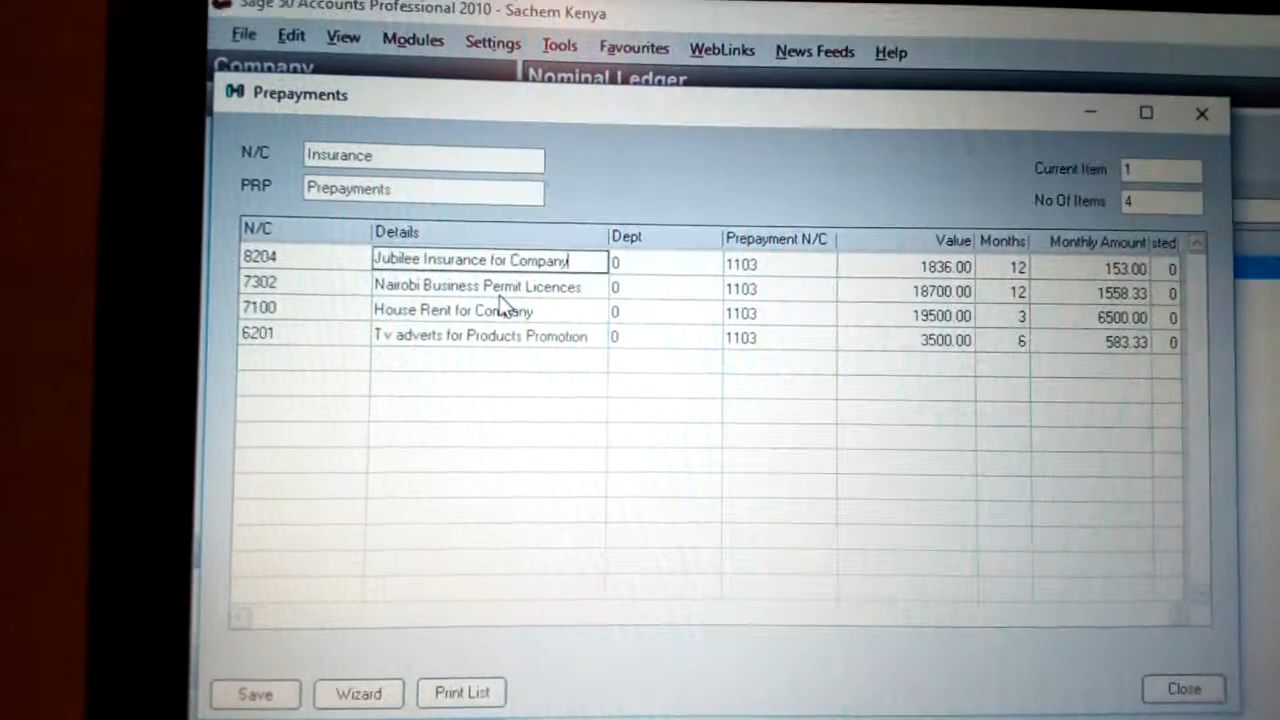 Sage 50 Accounts Professional 2010 - Sachem Kenya
File Edit View Modules Settings Tools Favourites WebLinks News Feeds Help
Company Nominal Ledger
Prepayments
N/C Insurance Current Item 1
PRP Prepayments No Of Items 4
N/C Details Dept Prepayment N/C Value Months Monthly Amount sted
8204 Jubilee Insurance for Company 0 1103 1836.00 12 153.00 0
7302 Nairobi Business Permit Licences 0 1103 18700.00 12 1558.33 0
7100 House Rent for Company 0 1103 19500.00 3 6500.00 0
6201 Tv adverts for Products Promotion 0 1103 3500.00 6 583.33 0
Save Wizard Print List Close